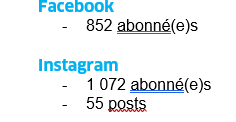 Facebook
- 852 abonné(e)s
Instagram
- 1 072 abonné(e)s
- 55 posts